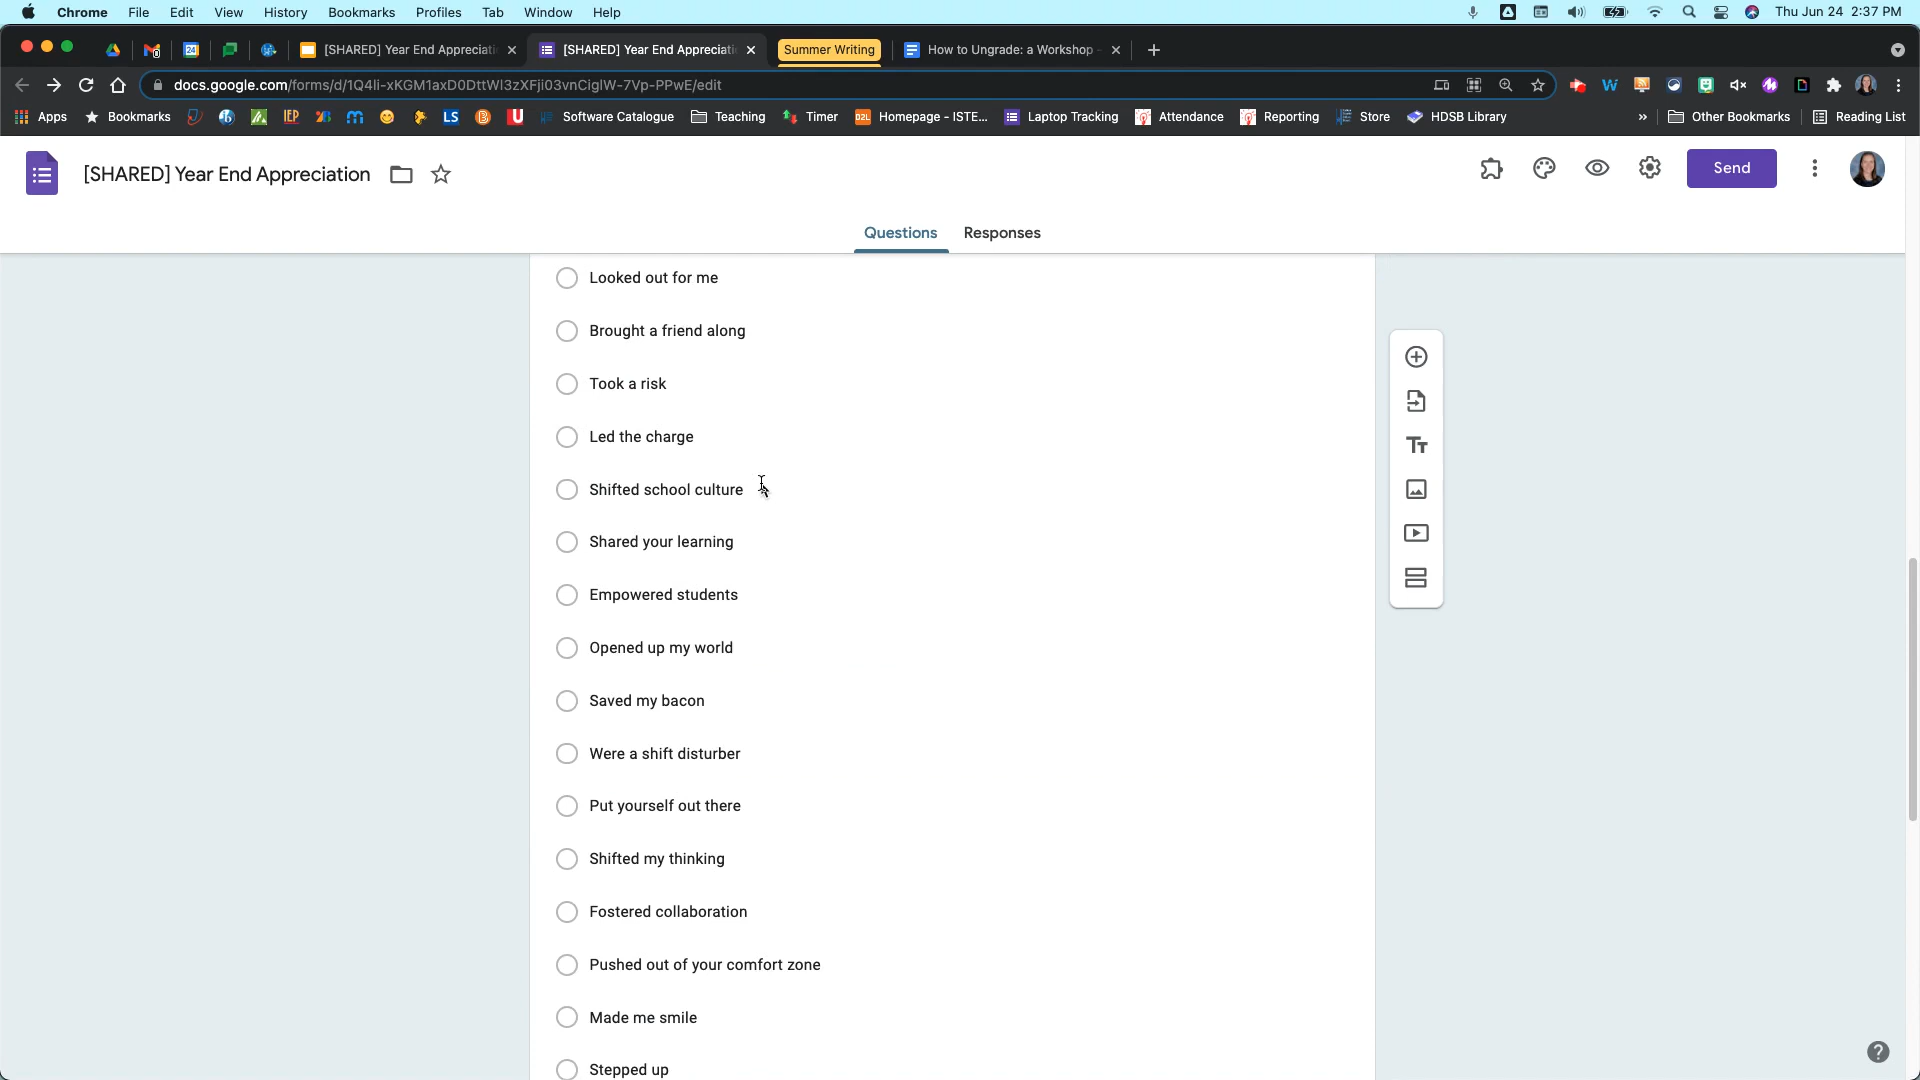 Chrome File Edit View History Bookmarks Profiles Tab Window Help Thu Jun 24 2:37 PM
[SHARED] Year End Appreciati [SHARED] Year End Appreciati Summer Writing How to Ungrade: a Workshop -
docs.google.com/forms/d/1Q4li-xKGM1axD0DttWl3zXFji03vnCiglW-7Vp-PPwE/edit
Apps Bookmarks IEP LS Software Catalogue Teaching Timer D2L Homepage - ISTE... Laptop Tracking Attendance Reporting Store HDSB Library » Other Bookmarks Reading List
[SHARED] Year End Appreciation Send
Questions Responses
Looked out for me
Brought a friend along
Took a risk
Led the charge
Shifted school culture
Shared your learning
Empowered students
Opened up my world
Saved my bacon
Were a shift disturber
Put yourself out there
Shifted my thinking
Fostered collaboration
Pushed out of your comfort zone
Made me smile
Stepped up